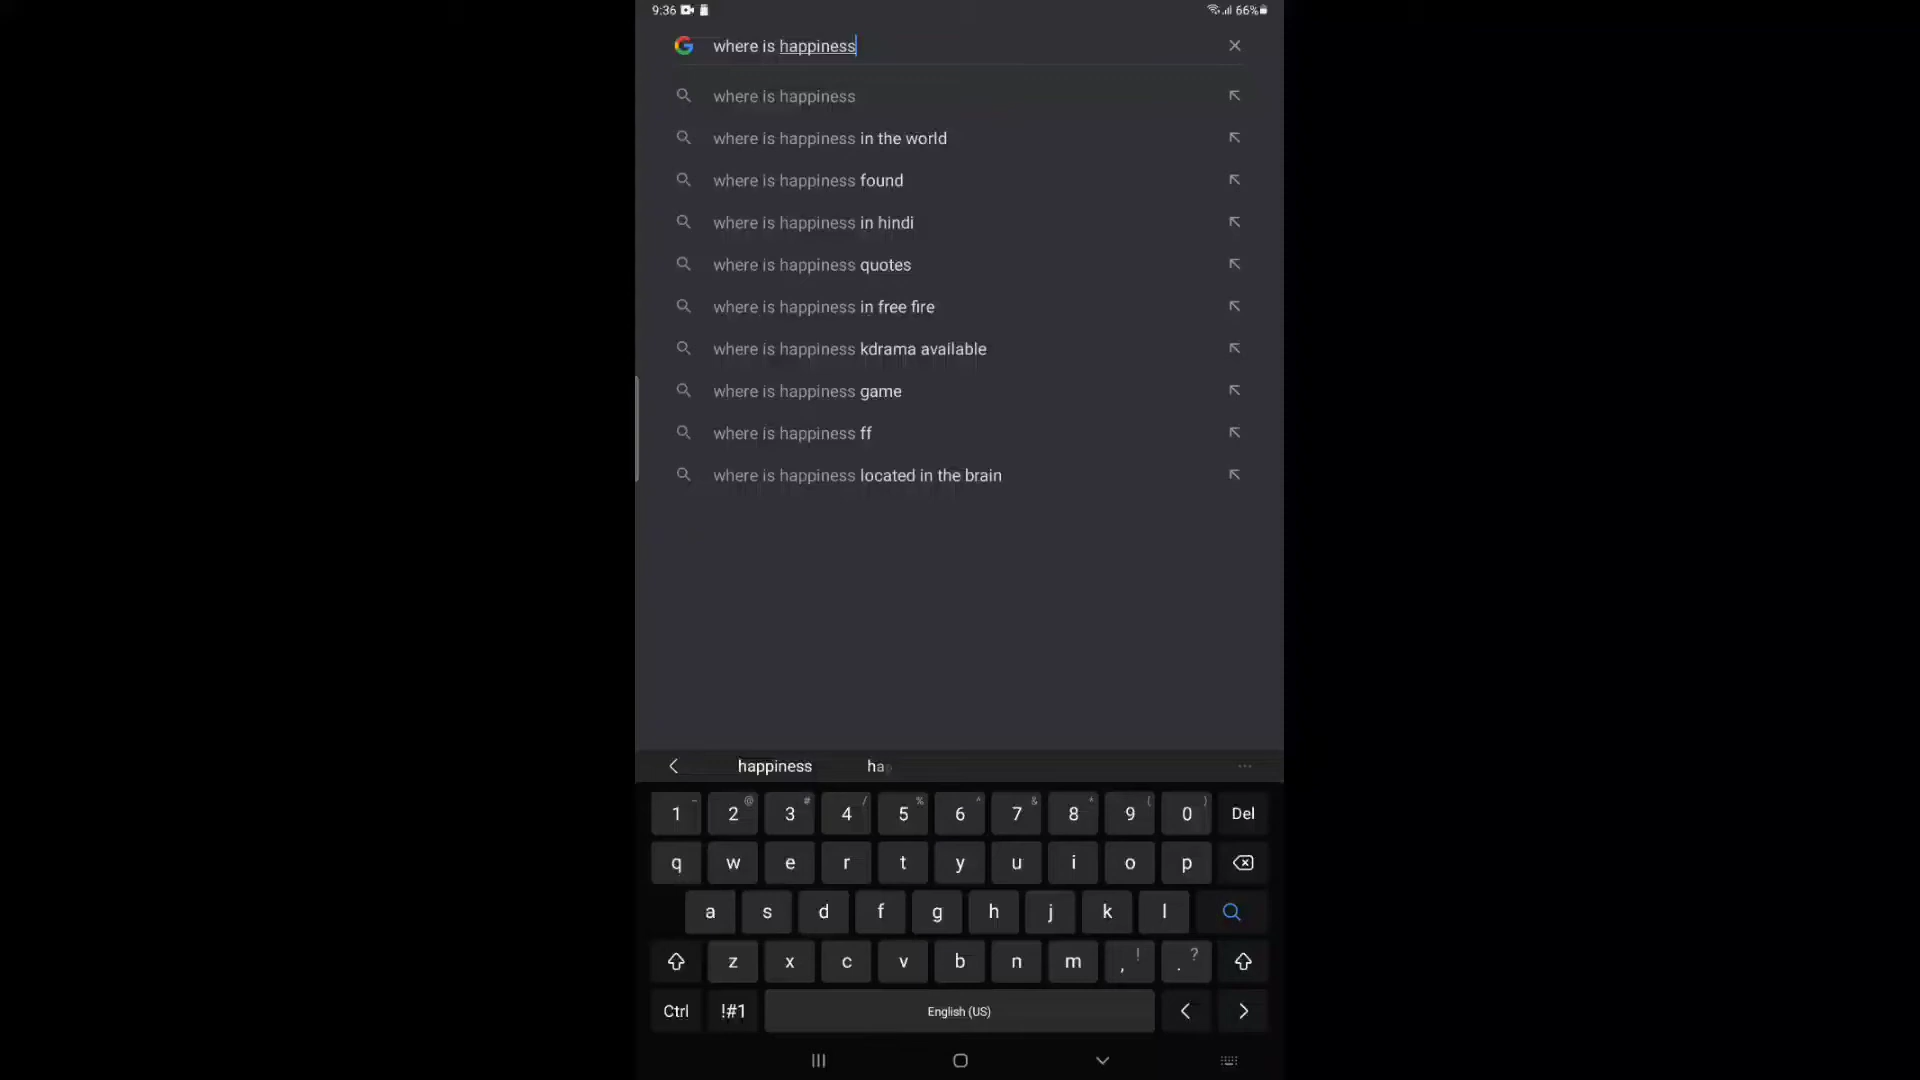 9:36 66%
where is happiness
where is happiness
where is happiness in the world
where is happiness found
where is happiness in hindi
where is happiness quotes
where is happiness in free fire
where is happiness kdrama available
where is happiness game
where is happiness ff
where is happiness located in the brain
happiness ha
1 2 @ 3 # 4 / 5 % 6 ^ 7 & 8 * 9 ( 0 ) Del
q w e r t y u i o p
a s d f g h j k l
z x c v b n m , ! . ?
Ctrl !#1 English (US) < >